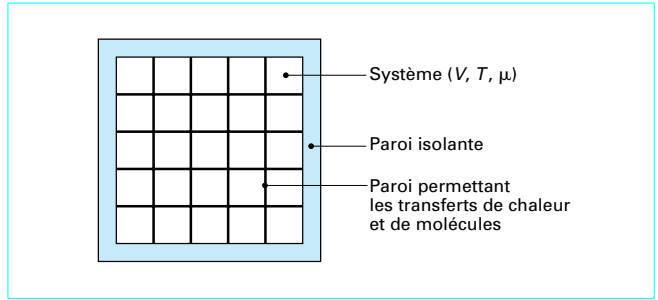 Système (V, T, μ)
Paroi isolante
Paroi permettant
les transferts de chaleur
et de molécules